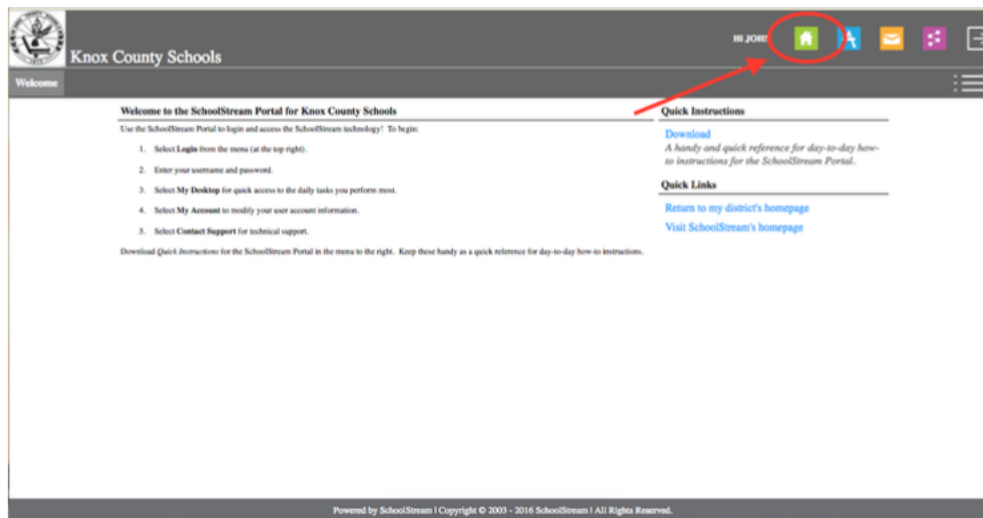 HI JOHN
Knox County Schools
Welcome
Welcome to the SchoolStream Portal for Knox County Schools
Use the SchoolStream Portal to login and access the SchoolStream technology! To begin:
1. Select Login from the menu (at the top right).
2. Enter your username and password.
3. Select My Desktop for quick access to the daily tasks you perform most.
4. Select My Account to modify your user account information.
5. Select Contact Support for technical support.
Download Quick Instructions for the SchoolStream Portal in the menu to the right. Keep these handy as a quick reference for day-to-day how-to instructions.
Quick Instructions
Download
A handy and quick reference for day-to-day how-
to instructions for the SchoolStream Portal.
Quick Links
Return to my district's homepage
Visit SchoolStream's homepage
Powered by SchoolStream | Copyright © 2003 - 2016 SchoolStream | All Rights Reserved.